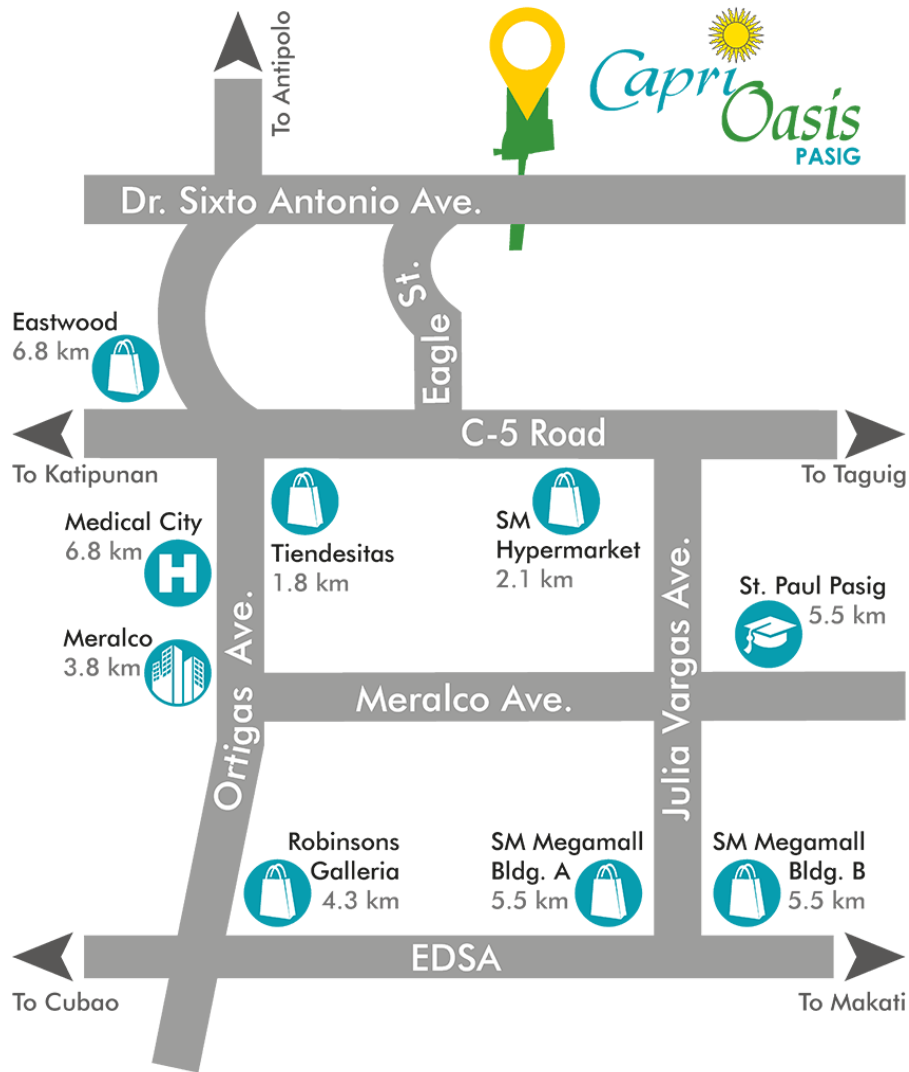 To Antipolo
Capri
Oasis
PASIG
Dr. Sixto Antonio Ave.
Eagle St.
Eastwood
6.8 km
C-5 Road
To Katipunan
To Taguig
Medical City
6.8 km
Tiendesitas
1.8 km
SM
Hypermarket
2.1 km
St. Paul Pasig
5.5 km
Meralco
3.8 km
H
Ortigas Ave.
Julia Vargas Ave.
Meralco Ave.
Robinsons
Galleria
4.3 km
SM Megamall
Bldg. A
5.5 km
SM Megamall
Bldg. B
5.5 km
EDSA
To Cubao
To Makati